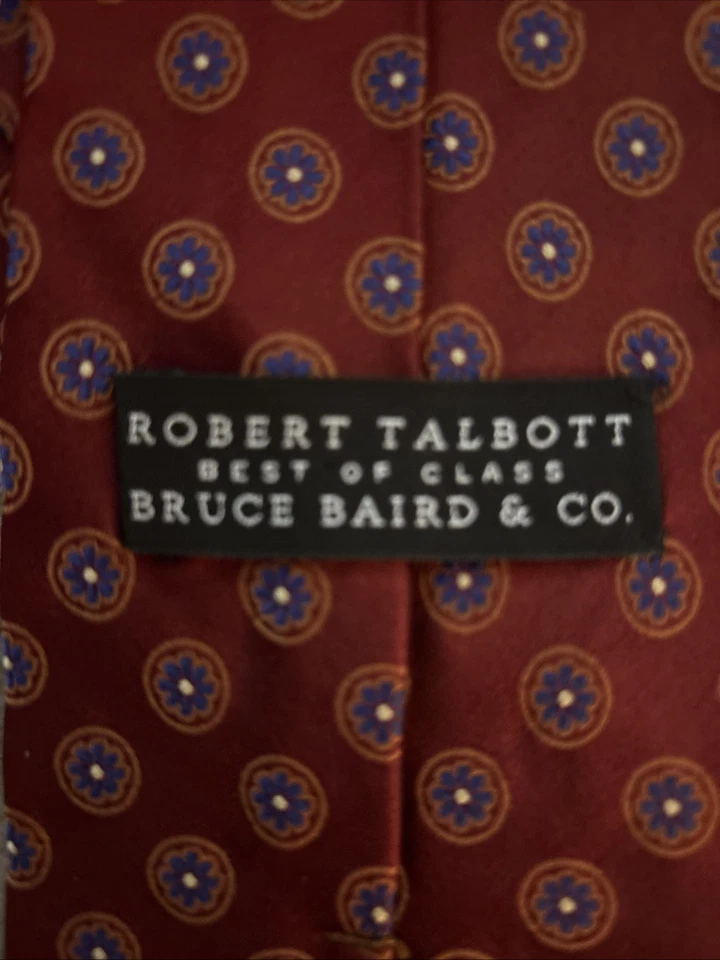 ROBERT TALBOTT
BEST OF CLASS
BRUCE BAIRD & CO.